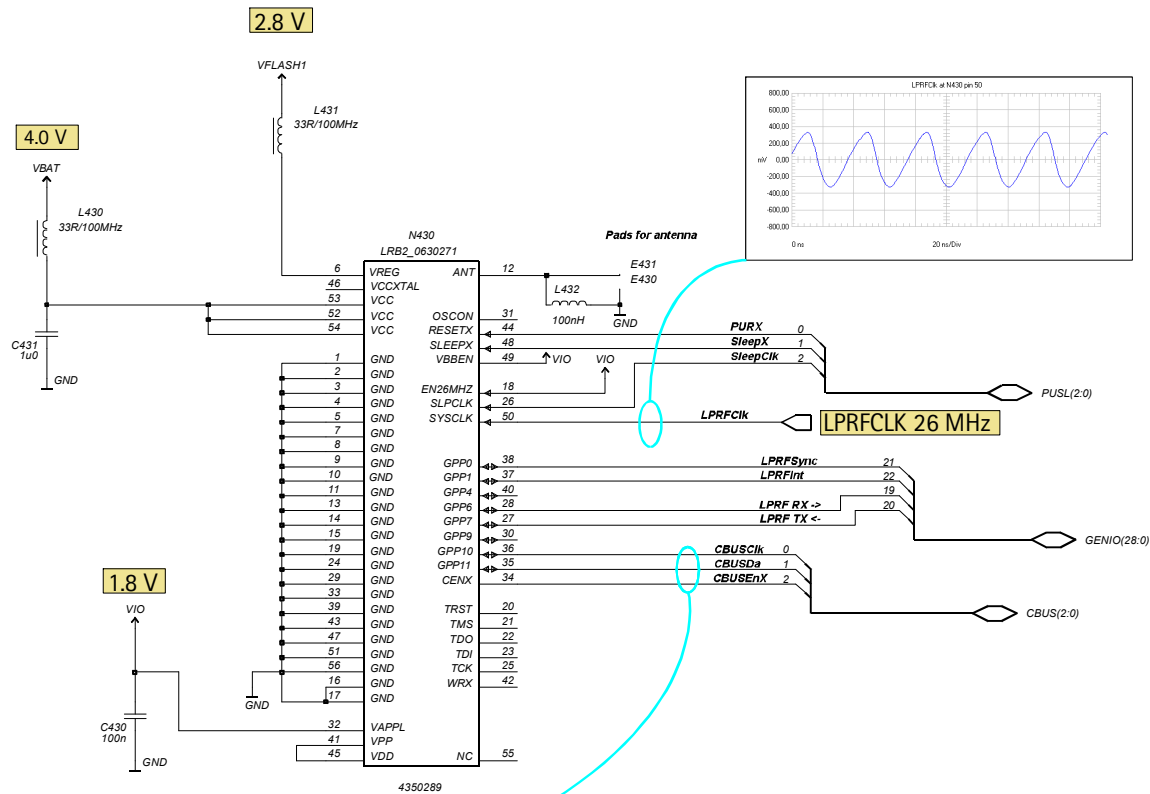 2.8 V
VFLASH1
L431
33R/100MHz
4.0 V
VBAT
L430
33R/100MHz
C431
1u0
GND
LPRFClk at N430 pin 50
800,00
600,00
400,00
200,00
mV 0,00
-200,00
-400,00
-600,00
-800,00
0 ns 20 ns/Div
N430
LRB2_0630271
Pads for antenna
6 VREG ANT 12
E431
E430
L432
100nH
GND
46 VCCXTAL
53 VCC
52 VCC OSCON 31
54 VCC RESETX 44 PURX 0
SLEEPX 48 SleepX 1
1 GND VBBEN 49 VIO VIO SleepClk 2
2 GND
3 GND EN26MHZ 18
4 GND SLPCLK 26
PUSL(2:0)
5 GND SYSCLK 50 LPRFClk LPRFCLK 26 MHz
7 GND
8 GND
9 GND GPP0 38 LPRFSync 21
10 GND GPP1 37 LPRFInt 22
11 GND GPP4 40 19
13 GND GPP6 28 LPRF RX -> 20
14 GND GPP7 27 LPRF TX <-
15 GND GPP9 30 GENIO(28:0)
19 GND GPP10 36 CBUSClk 0
24 GND GPP11 35 CBUSDa 1
29 GND CENX 34 CBUSEnX 2
33 GND
39 GND TRST 20 CBUS(2:0)
43 GND TMS 21
47 GND TDO 22
51 GND TDI 23
56 GND TCK 25
16 GND WRX 42
17 GND
GND
1.8 V
VIO
C430
100n
GND
32 VAPPL
41 VPP
45 VDD NC 55
4350289